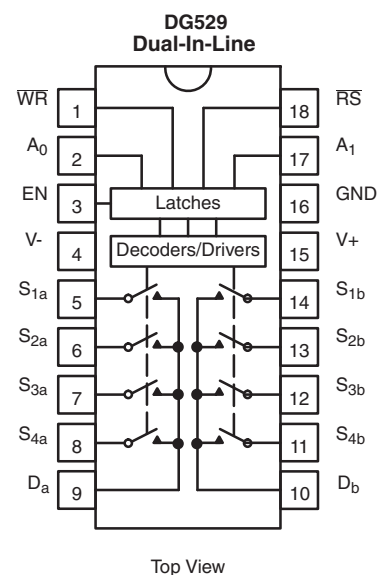 DG529
Dual-In-Line
W̅R̅ 1 18 R̅S̅
A0 2 17 A1
EN 3 Latches 16 GND
V- 4 Decoders/Drivers 15 V+
S1a 5 14 S1b
S2a 6 13 S2b
S3a 7 12 S3b
S4a 8 11 S4b
Da 9 10 Db
Top View